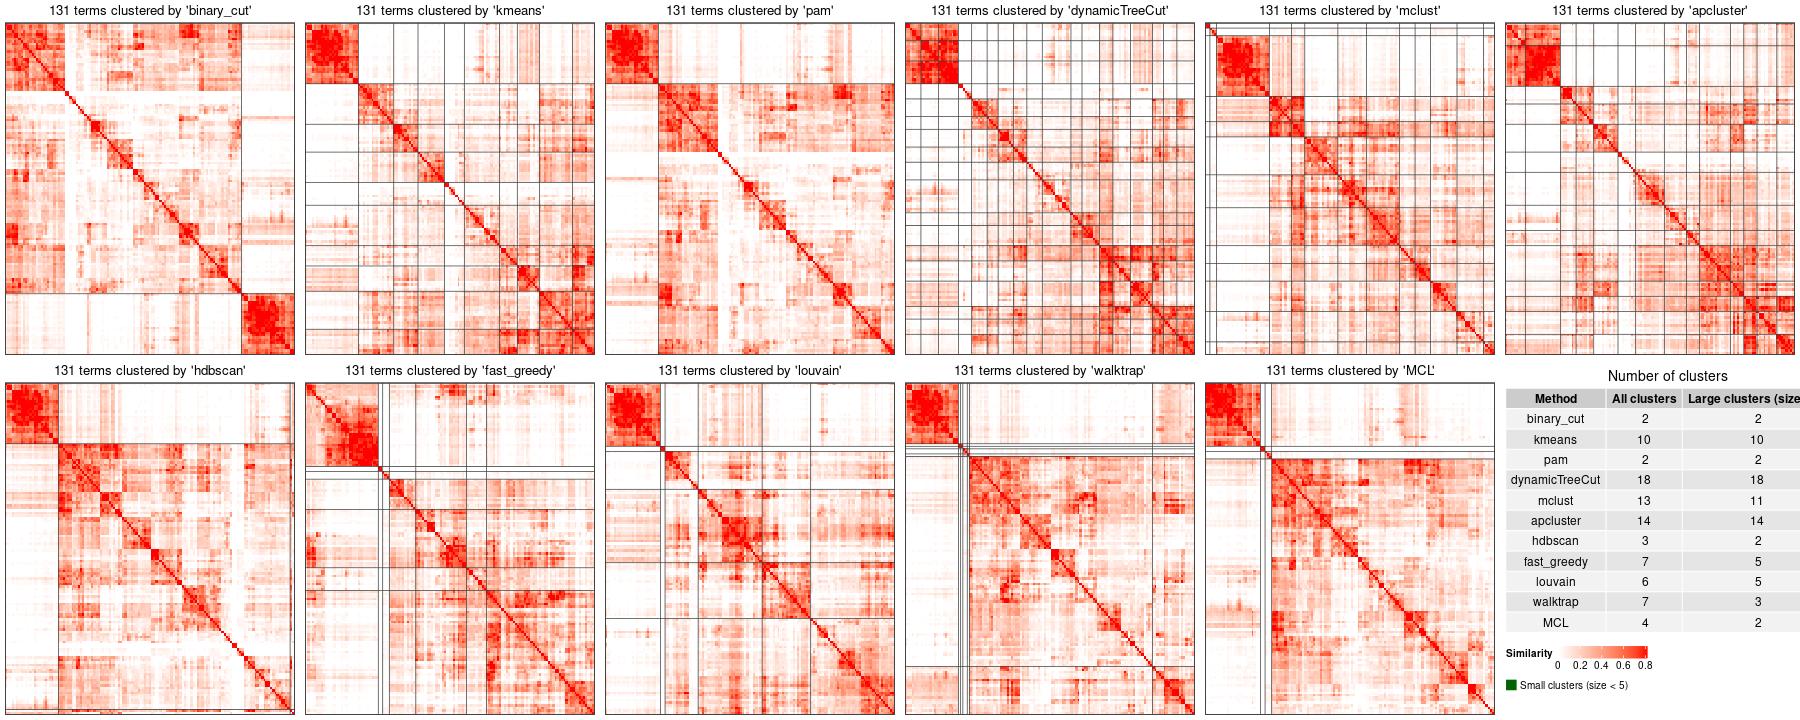 131 terms clustered by 'binary_cut'
131 terms clustered by 'kmeans'
131 terms clustered by 'pam'
131 terms clustered by 'dynamicTreeCut'
131 terms clustered by 'mclust'
131 terms clustered by 'apcluster'
131 terms clustered by 'hdbscan'
131 terms clustered by 'fast_greedy'
131 terms clustered by 'louvain'
131 terms clustered by 'walktrap'
131 terms clustered by 'MCL'
Number of clusters
Method All clusters Large clusters (size
binary_cut 2 2
kmeans 10 10
pam 2 2
dynamicTreeCut 18 18
mclust 13 11
apcluster 14 14
hdbscan 3 2
fast_greedy 7 5
louvain 6 5
walktrap 7 3
MCL 4 2
Similarity
0 0.2 0.4 0.6 0.8
Small clusters (size < 5)